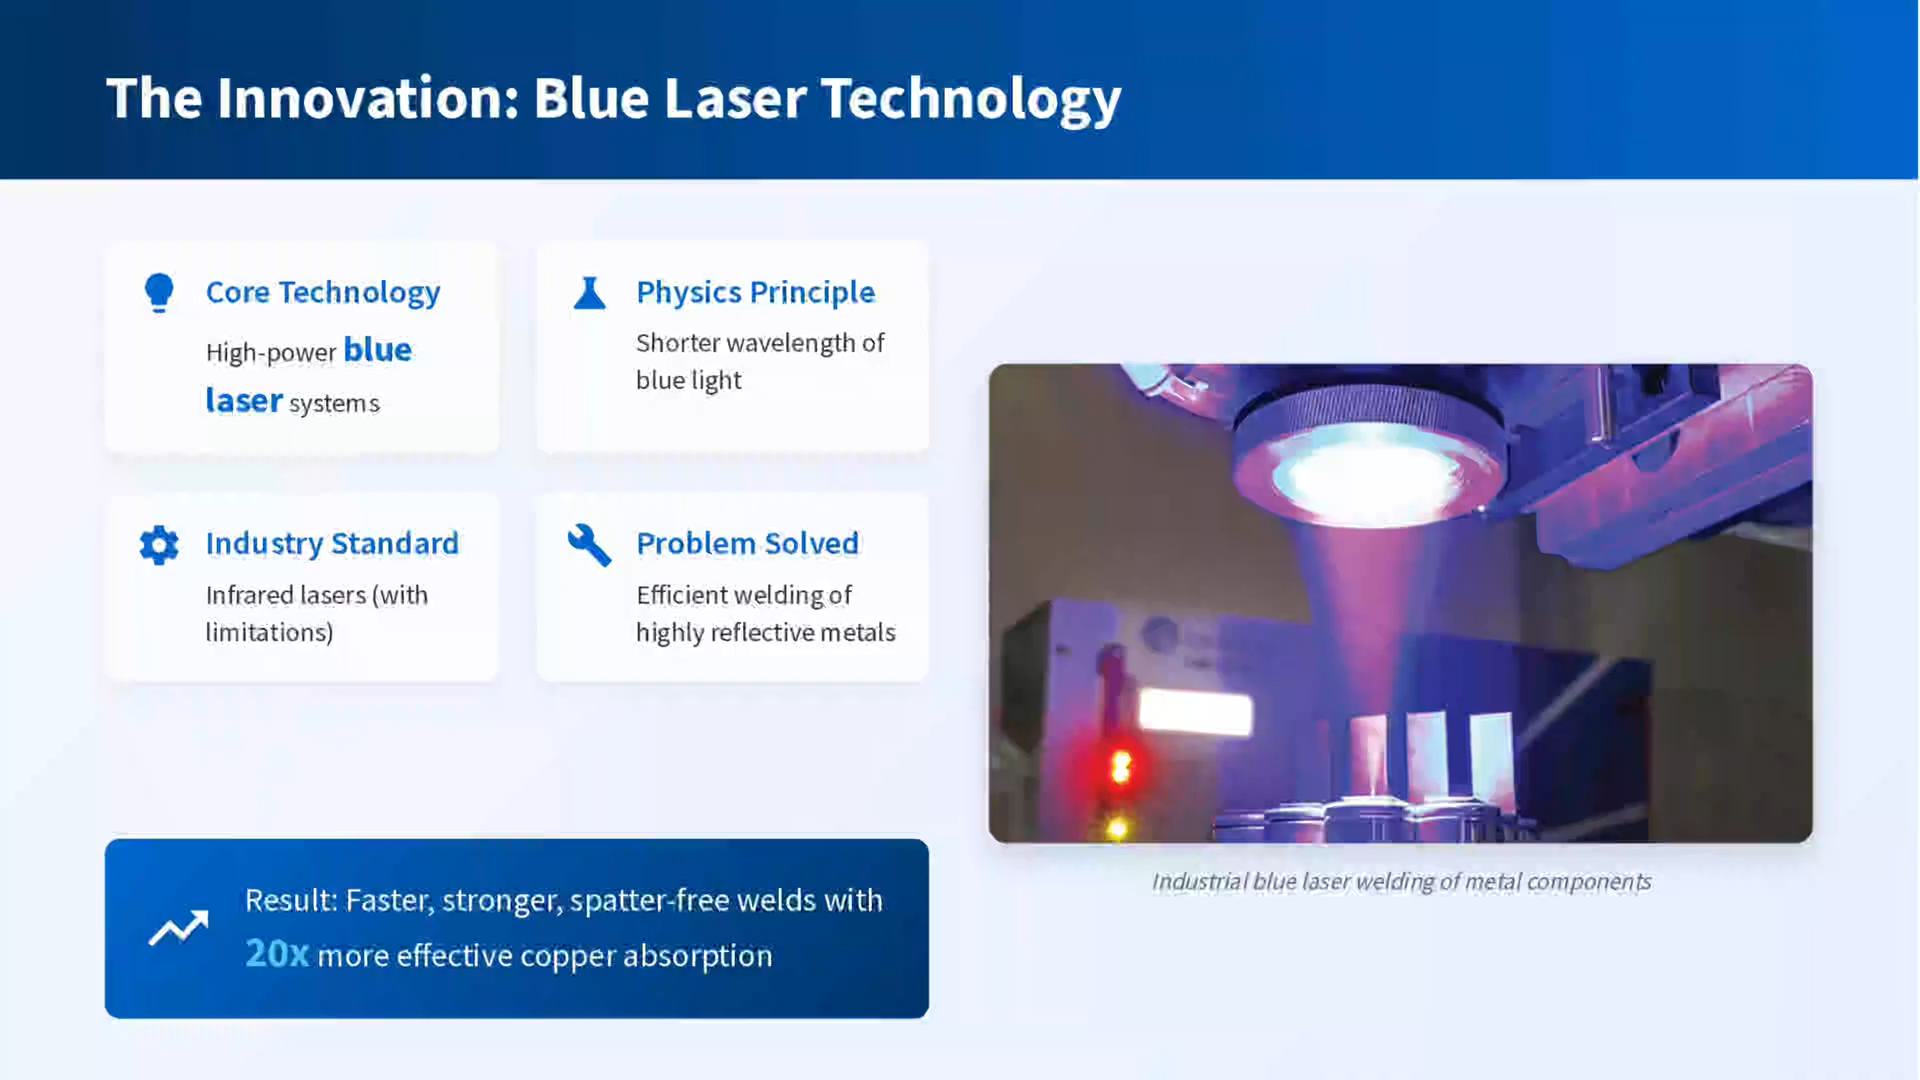 The Innovation: Blue Laser Technology
Core Technology
High-power blue
laser systems
Physics Principle
Shorter wavelength of
blue light
Industry Standard
Infrared lasers (with
limitations)
Problem Solved
Efficient welding of
highly reflective metals
Result: Faster, stronger, spatter-free welds with
20x more effective copper absorption
Industrial blue laser welding of metal components